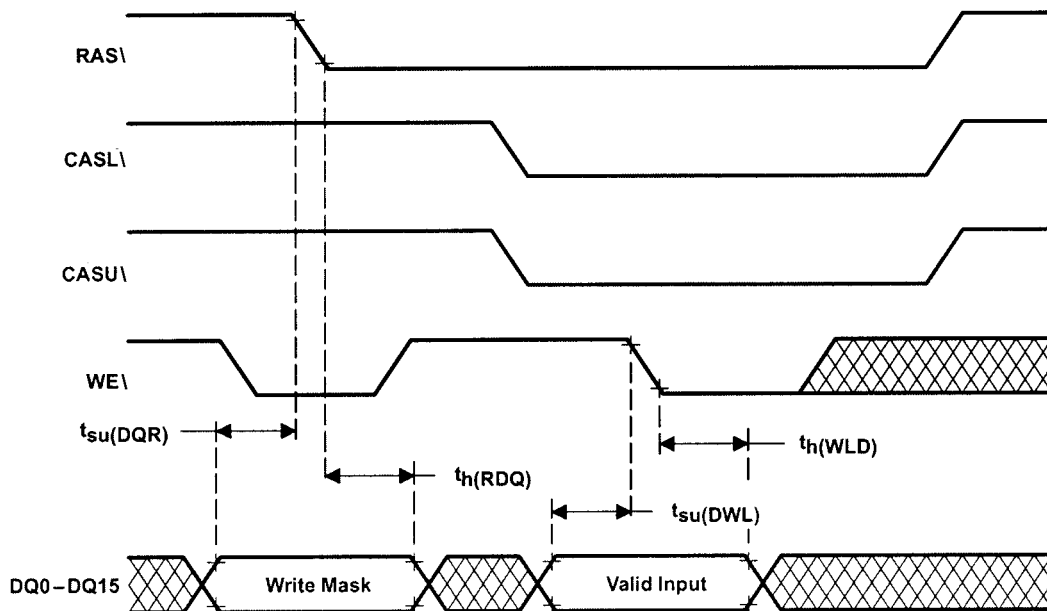 RAS\
CASL\
CASU\
WE\
tsu(DQR)
th(WLD)
th(RDQ)
tsu(DWL)
DQ0–DQ15
Write Mask
Valid Input